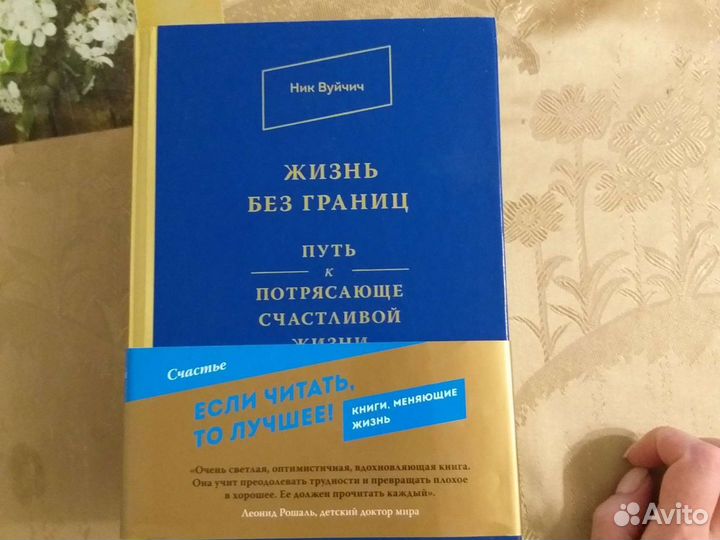 Ник Вуйчич
ЖИЗНЬ
БЕЗ ГРАНИЦ
ПУТЬ
к
ПОТРЯСАЮЩЕ
СЧАСТЛИВОЙ
ЖИЗНИ
Счастье
ЕСЛИ ЧИТАТЬ,
ТО ЛУЧШЕЕ!
КНИГИ, МЕНЯЮЩИЕ
ЖИЗНЬ
«Очень светлая, оптимистичная, вдохновляющая книга.
Она учит преодолевать трудности и превращать плохое
в хорошее. Ее должен прочитать каждый».
Леонид Рошаль, детский доктор мира
Avito